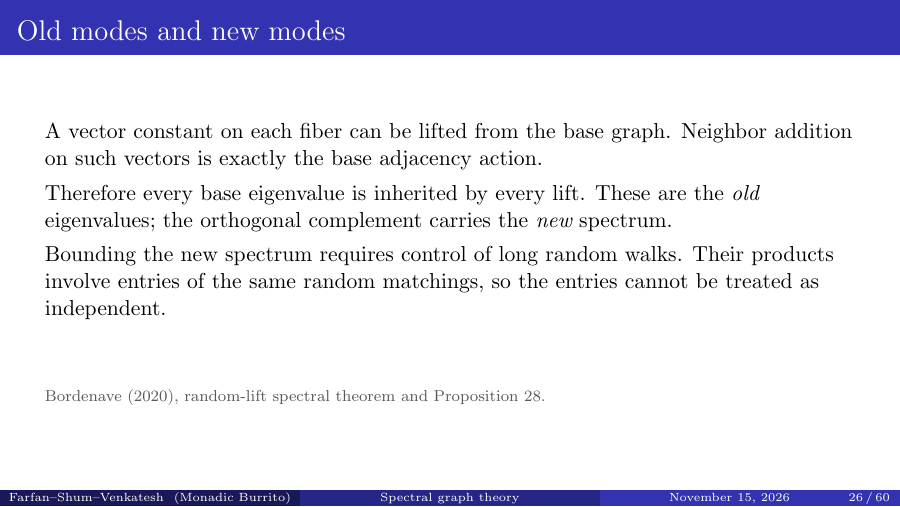 Old modes and new modes
A vector constant on each fiber can be lifted from the base graph. Neighbor addition
on such vectors is exactly the base adjacency action.
Therefore every base eigenvalue is inherited by every lift. These are the old
eigenvalues; the orthogonal complement carries the new spectrum.
Bounding the new spectrum requires control of long random walks. Their products
involve entries of the same random matchings, so the entries cannot be treated as
independent.
Bordenave (2020), random-lift spectral theorem and Proposition 28.
Farfan–Shum–Venkatesh (Monadic Burrito) Spectral graph theory November 15, 2026 26 / 60